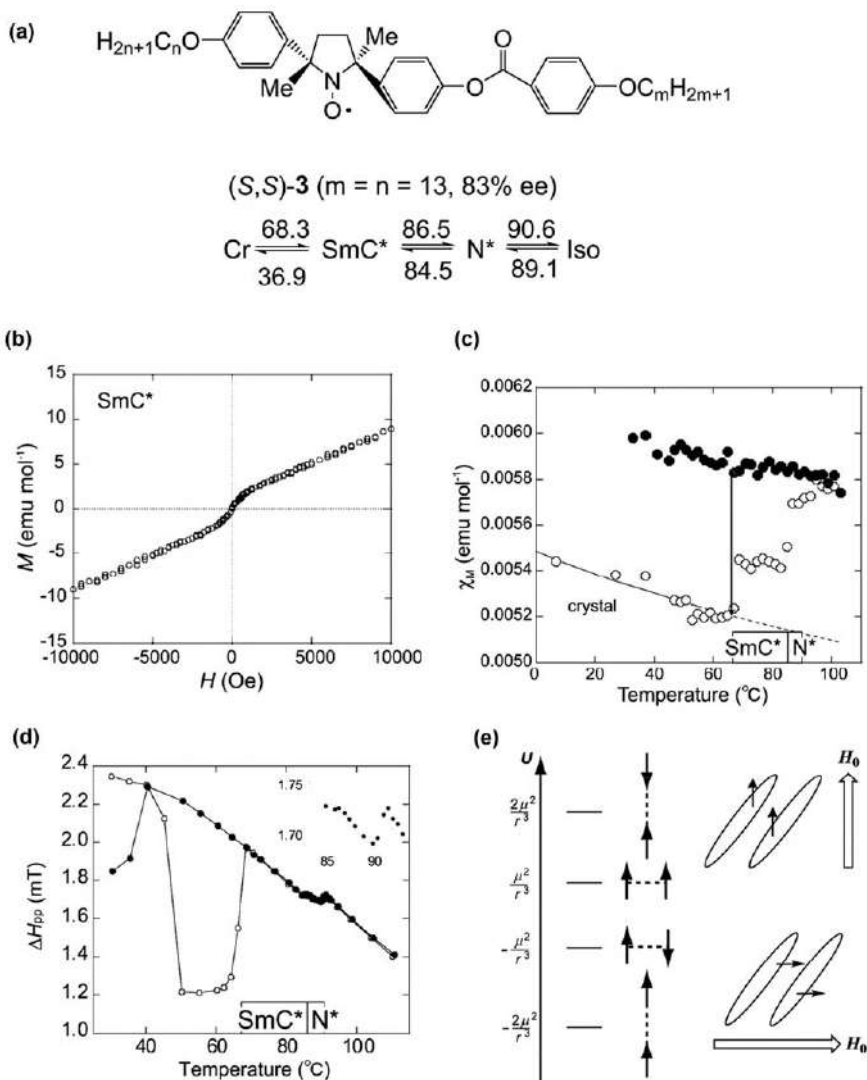 (a)
H2n+1CnO
Me
Me
N
O•
O
O
OCmH2m+1
(S,S)-3 (m = n = 13, 83% ee)
68.3 86.5 90.6
Cr SmC* N* Iso
36.9 84.5 89.1
(b)
SmC*
15
10
5
0
-5
-10
-15
M (emu mol⁻¹)
-10000 -5000 0 5000 10000
H (Oe)
(c)
0.0062
0.0060
0.0058
0.0056
0.0054
0.0052
0.0050
χM (emu mol⁻¹)
crystal
SmC* N*
0 20 40 60 80 100
Temperature (°C)
(d)
2.4
2.2
2.0
1.8
1.6
1.4
1.2
1.0
ΔHpp (mT)
1.75
1.70
85 90
SmC* N*
40 60 80 100
Temperature (°C)
(e)
U
2μ²/r³
μ²/r³
-μ²/r³
-2μ²/r³
H0
H0